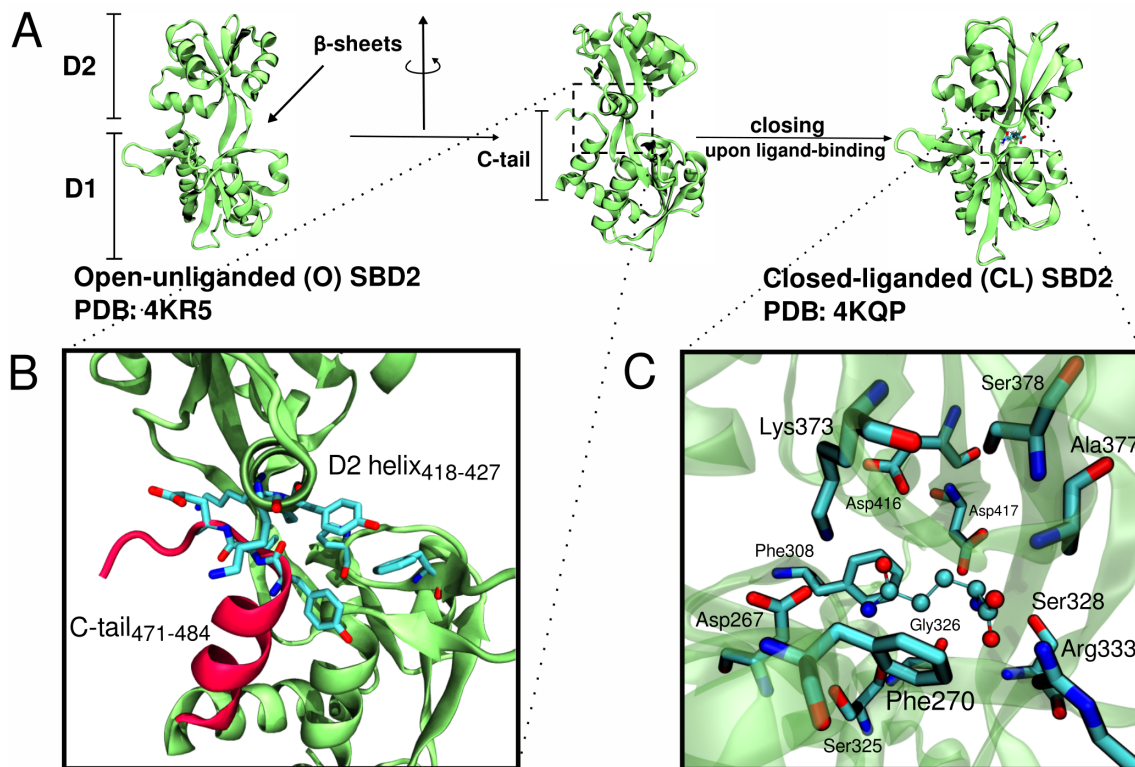 A
D2
D1
β-sheets
C-tail
closing
upon ligand-binding
Open-unliganded (O) SBD2
PDB: 4KR5
Closed-liganded (CL) SBD2
PDB: 4KQP
B
D2 helix418-427
C-tail471-484
C
Ser378
Lys373
Ala377
Asp416
Asp417
Phe308
Asp267
Gly326
Ser328
Arg333
Phe270
Ser325